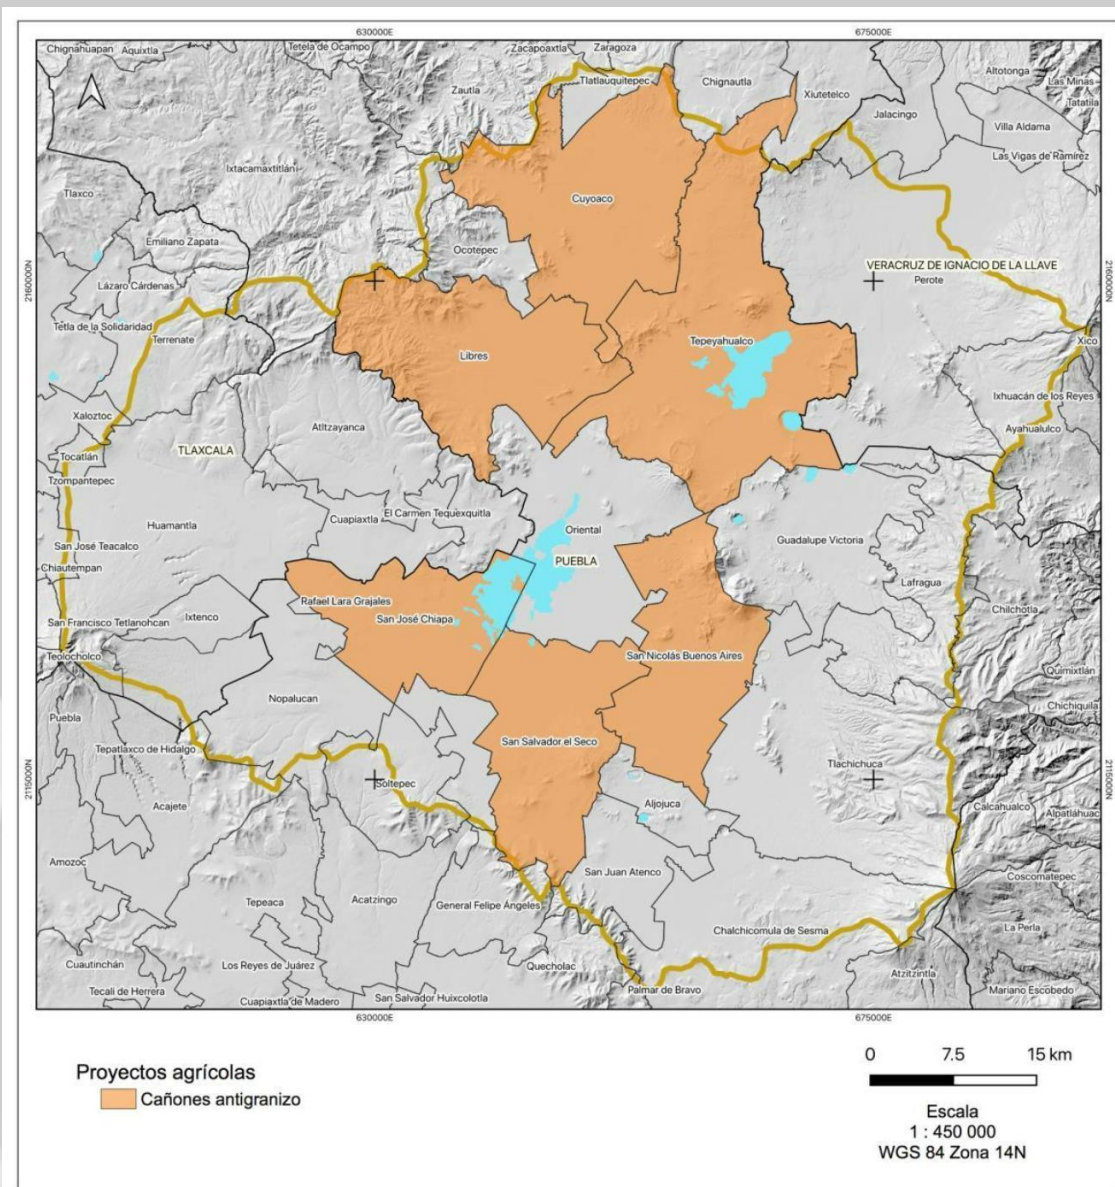 630000E
675000E
Chignahuapan
Aquixtla
Tetela de Ocampo
Zacapoaxtla
Zaragoza
Tlatlauquitepec
Zautla
Chignautla
Xiutetelco
Altotonga
Las Minas
Tatatila
Jalacingo
Villa Aldama
Las Vigas de Ramírez
Ixtacamaxtitlán
Tlaxco
Cuyoaco
Emiliano Zapata
Ocotepec
VERACRUZ DE IGNACIO DE LA LLAVE
Perote
2160000N
2160000N
Lázaro Cárdenas
Tetla de la Solidaridad
Terrenate
Libres
Tepeyahualco
Xico
Ixhuacán de los Reyes
Xaloztoc
Atltzayanca
Ayahualulco
TLAXCALA
Tocatlán
Tzompantepec
Huamantla
Cuapiaxtla
El Carmen Tequexquitla
Oriental
Guadalupe Victoria
San José Teacalco
PUEBLA
Chiautempan
Lafragua
Rafael Lara Grajales
San José Chiapa
Ixtenco
Chilchotla
San Francisco Tetlanohcan
Teolocholco
San Nicolás Buenos Aires
Quimixtlán
Nopalucan
Chichiquila
Puebla
Tepatlaxco de Hidalgo
San Salvador el Seco
Tlachichuca
2115000N
2115000N
Soltepec
Acajete
Aljojuca
Calcahualco
Alpatláhuac
Amozoc
San Juan Atenco
Coscomatepec
Tepeaca
Acatzingo
General Felipe Ángeles
Chalchicomula de Sesma
La Perla
Cuautinchán
Los Reyes de Juárez
Quecholac
Atzitzintla
Tecali de Herrera
Cuapiaxtla de Madero
San Salvador Huixcolotla
Palmar de Bravo
Mariano Escobedo
630000E
675000E
Proyectos agrícolas
Cañones antigranizo
0 7.5 15 km
Escala
1 : 450 000
WGS 84 Zona 14N